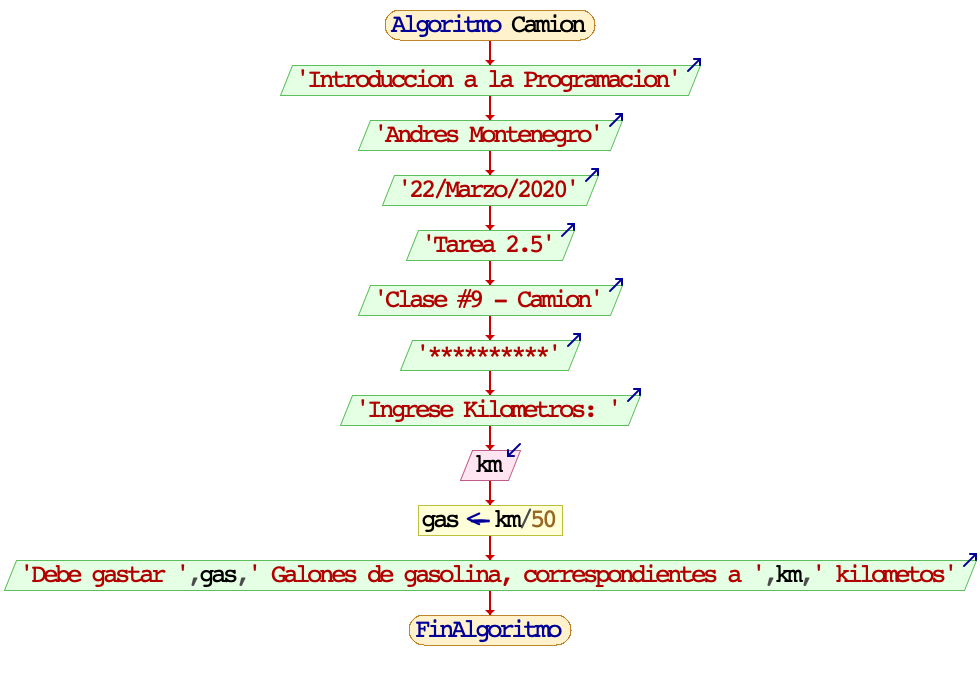 Algoritmo Camion
'Introduccion a la Programacion'
'Andres Montenegro'
'22/Marzo/2020'
'Tarea 2.5'
'Clase #9 - Camion'
'**********'
'Ingrese Kilometros: '
km
gas ← km/50
'Debe gastar ',gas,' Galones de gasolina, correspondientes a ',km,' kilometos'
FinAlgoritmo